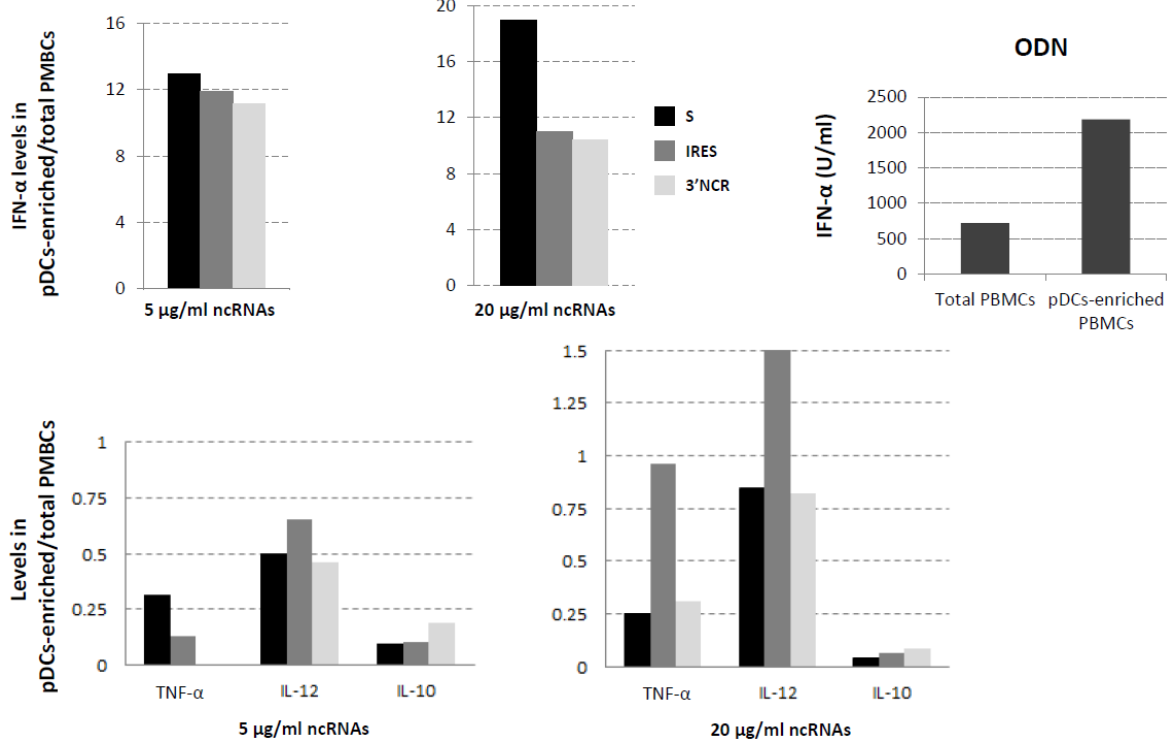 IFN-α levels in
pDCs-enriched/total PMBCs
16
12
8
4
0
5 µg/ml ncRNAs
20
16
12
8
4
0
20 µg/ml ncRNAs
S
IRES
3'NCR
ODN
IFN-α (U/ml)
2500
2000
1500
1000
500
0
Total PBMCs
pDCs-enriched
PBMCs
Levels in
pDCs-enriched/total PMBCs
1
0.75
0.5
0.25
0
TNF-α
IL-12
IL-10
5 µg/ml ncRNAs
1.5
1.25
1
0.75
0.5
0.25
0
TNF-α
IL-12
IL-10
20 µg/ml ncRNAs